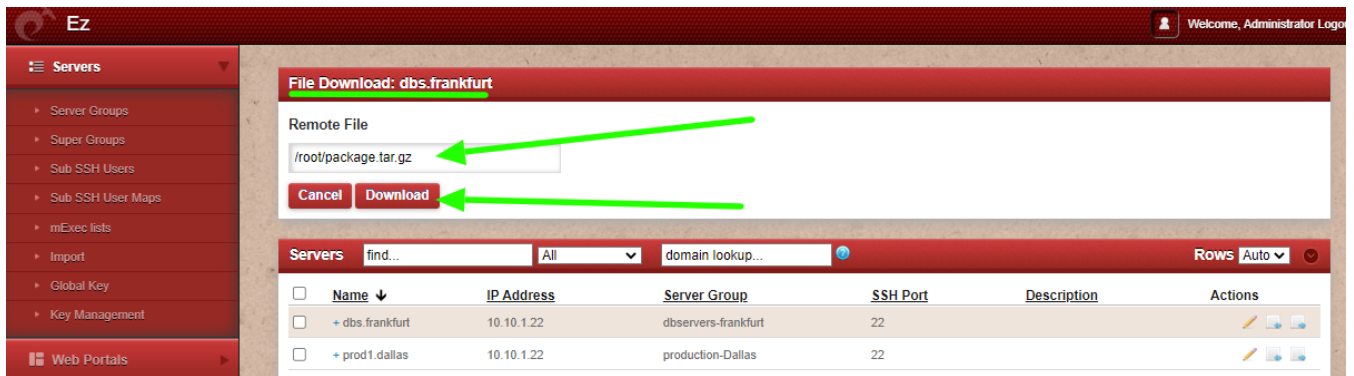 Ez
Welcome, Administrator Logou
Servers
Server Groups
Super Groups
Sub SSH Users
Sub SSH User Maps
mExec lists
Import
Global Key
Key Management
Web Portals
File Download: dbs.frankfurt
Remote File
/root/package.tar.gz
Cancel Download
Servers find... All domain lookup... ? Rows Auto
Name IP Address Server Group SSH Port Description Actions
+ dbs.frankfurt 10.10.1.22 dbservers-frankfurt 22
+ prod1.dallas 10.10.1.22 production-Dallas 22